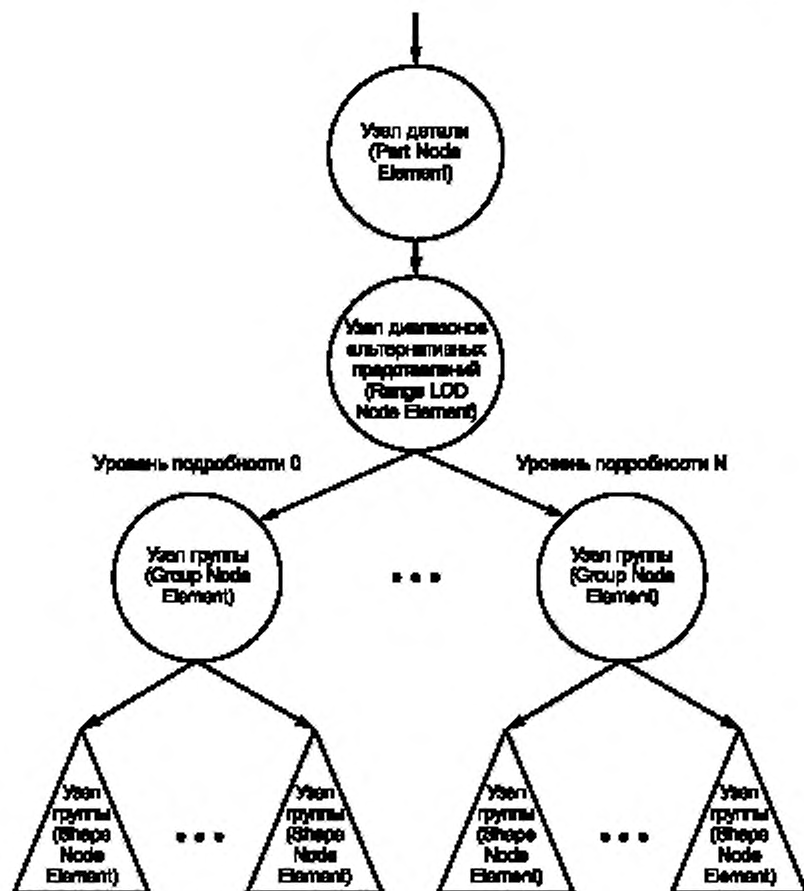 Узел детали
(Part Node
Element)
Узел диапазонов
альтернативных
представлений
(Range LOD
Node Element)
Уровень подробности 0
Уровень подробности N
Узел группы
(Group Node
Element)
Узел группы
(Group Node
Element)
Узел
группы
(Shape
Node
Element)
Узел
группы
(Shape
Node
Element)
Узел
группы
(Shape
Node
Element)
Узел
группы
(Shape
Node
Element)